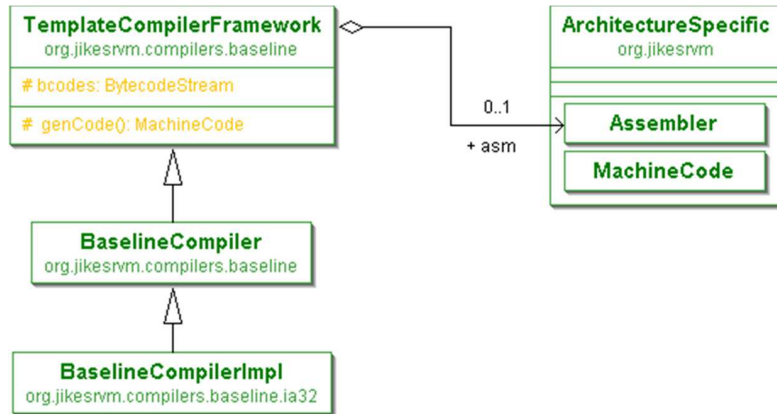 TemplateCompilerFramework
org.jikesrvm.compilers.baseline
# bcodes: BytecodeStream
# genCode(): MachineCode
0..1
+ asm
ArchitectureSpecific
org.jikesrvm
Assembler
MachineCode
BaselineCompiler
org.jikesrvm.compilers.baseline
BaselineCompilerImpl
org.jikesrvm.compilers.baseline.ia32